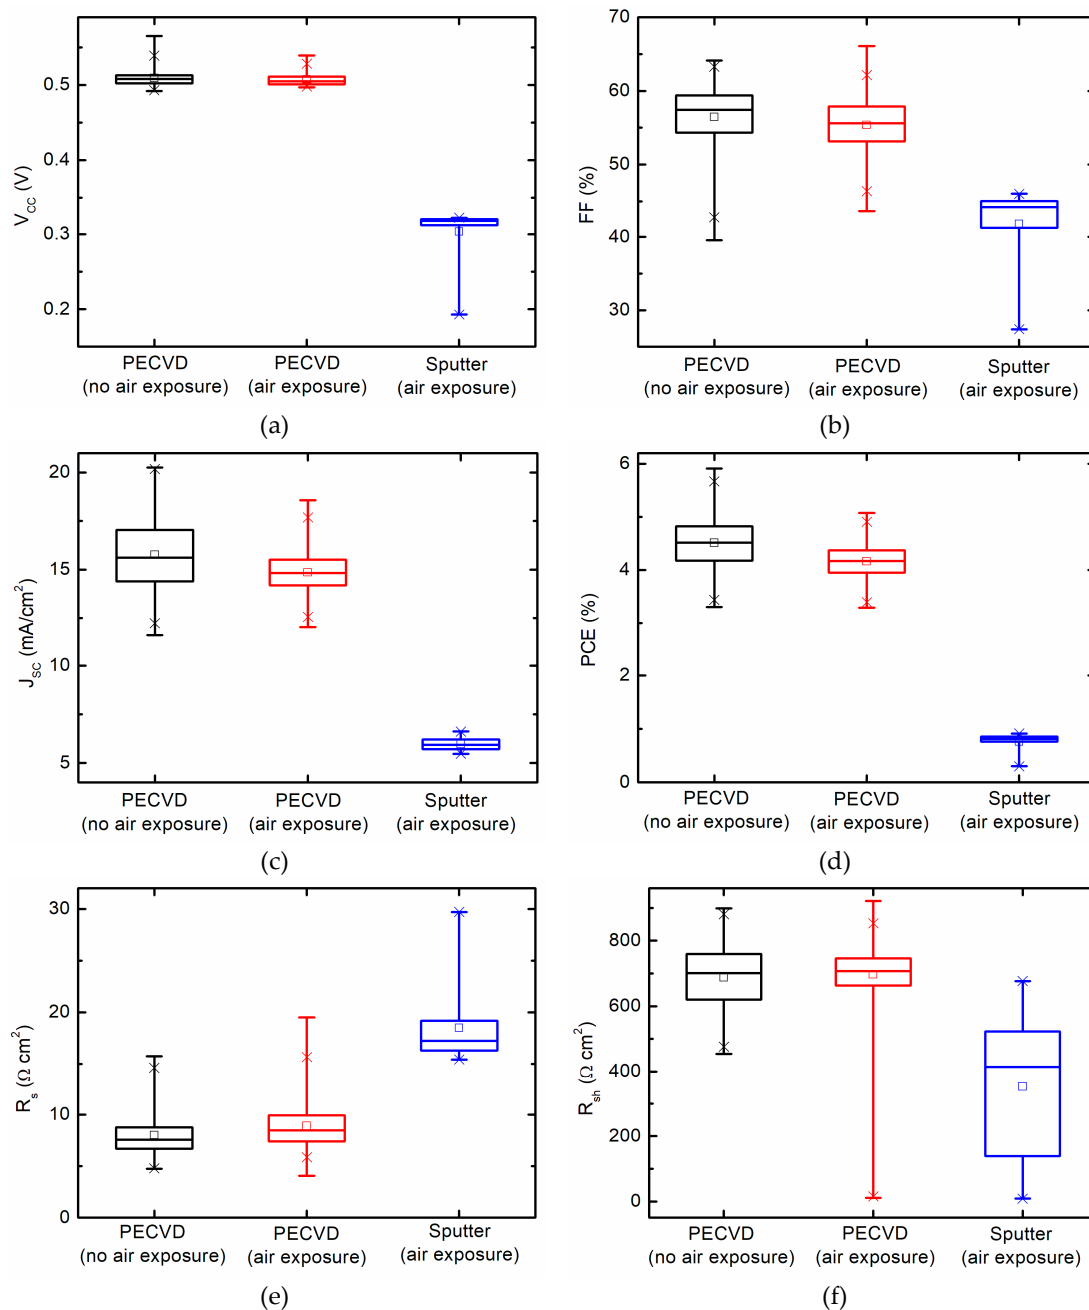 0.5
0.4
0.3
0.2
V_CC (V)
PECVD
(no air exposure)
PECVD
(air exposure)
Sputter
(air exposure)
(a)
70
60
50
40
30
FF (%)
PECVD
(no air exposure)
PECVD
(air exposure)
Sputter
(air exposure)
(b)
20
15
10
5
J_SC (mA/cm²)
PECVD
(no air exposure)
PECVD
(air exposure)
Sputter
(air exposure)
(c)
6
4
2
0
PCE (%)
PECVD
(no air exposure)
PECVD
(air exposure)
Sputter
(air exposure)
(d)
30
20
10
0
R_s (Ω cm²)
PECVD
(no air exposure)
PECVD
(air exposure)
Sputter
(air exposure)
(e)
800
600
400
200
0
R_sh (Ω cm²)
PECVD
(no air exposure)
PECVD
(air exposure)
Sputter
(air exposure)
(f)